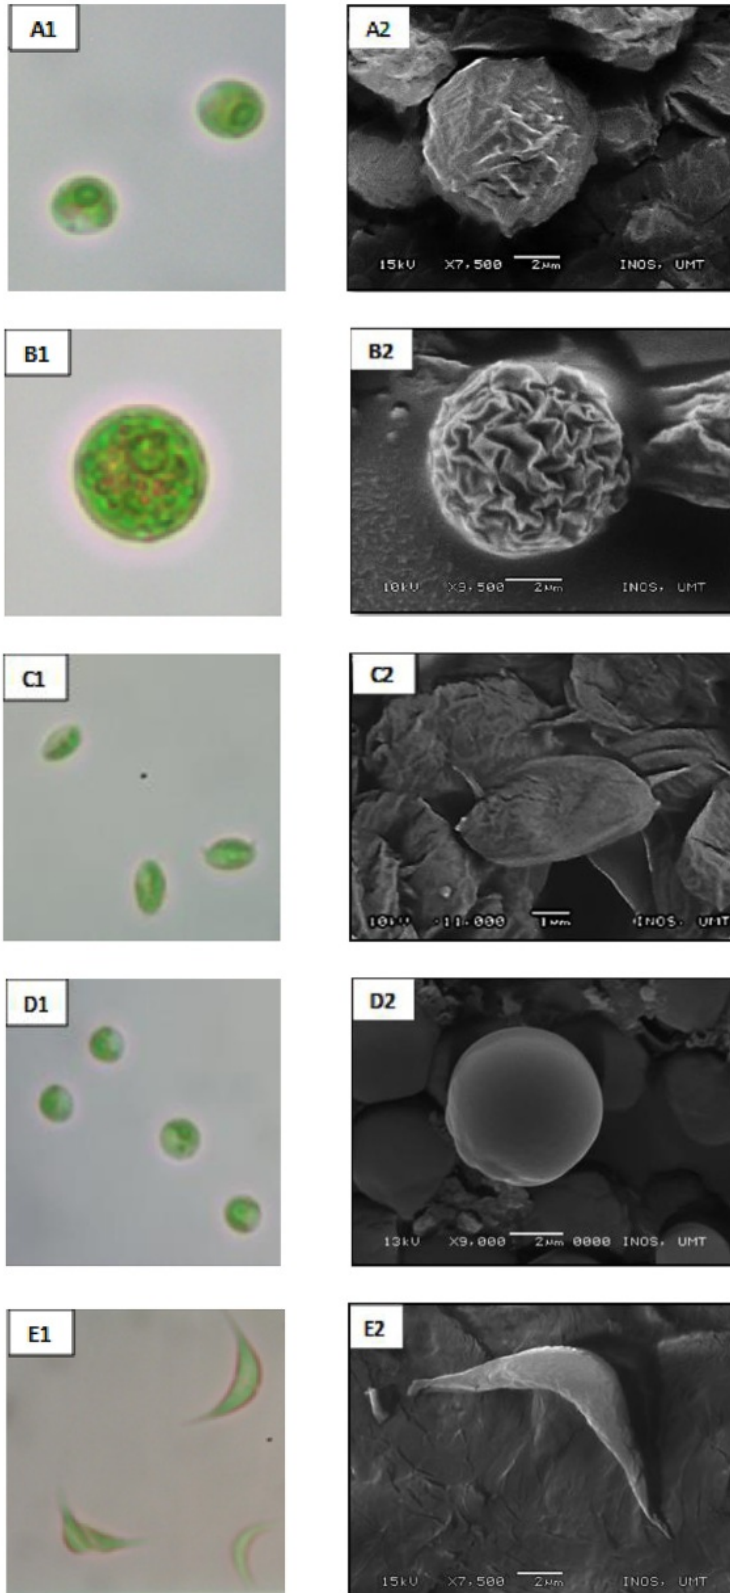 A1
A2
15kV X7,500 2µm INOS, UMT
B1
B2
10kV X9,500 2µm INOS, UMT
C1
C2
10kV ×11,000 1µm INOS, UMT
D1
D2
13kV X9,000 2µm 0000 INOS, UMT
E1
E2
15kV X7,500 2µm INOS, UMT